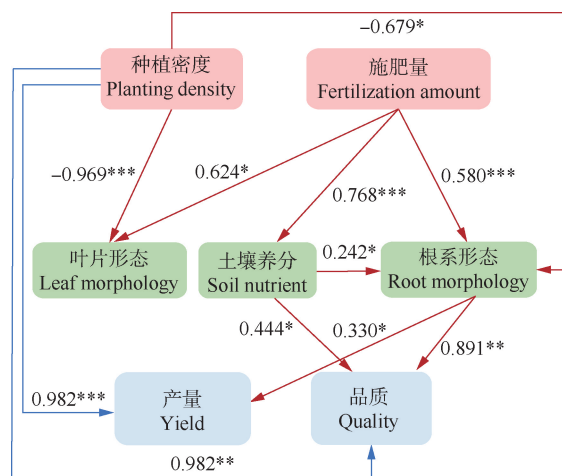 −0.679*
种植密度
Planting density
施肥量
Fertilization amount
−0.969***
0.624*
0.768***
0.580***
叶片形态
Leaf morphology
土壤养分
Soil nutrient
0.242*
根系形态
Root morphology
0.444*
0.330*
0.891**
0.982***
产量
Yield
品质
Quality
0.982**